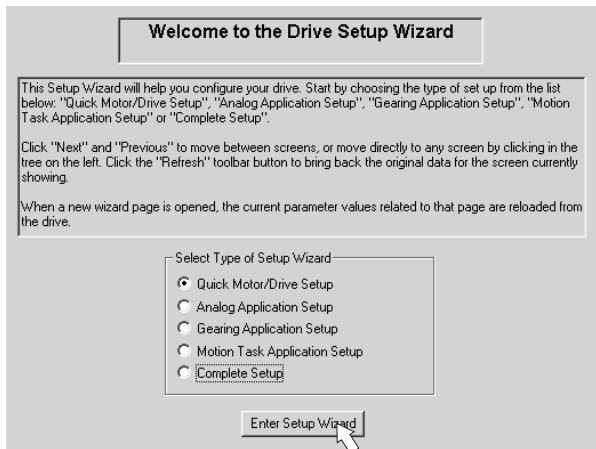 Welcome to the Drive Setup Wizard
This Setup Wizard will help you configure your drive. Start by choosing the type of set up from the list
below: "Quick Motor/Drive Setup", "Analog Application Setup", "Gearing Application Setup", "Motion
Task Application Setup" or "Complete Setup".
Click "Next" and "Previous" to move between screens, or move directly to any screen by clicking in the
tree on the left. Click the "Refresh" toolbar button to bring back the original data for the screen currently
showing.
When a new wizard page is opened, the current parameter values related to that page are reloaded from
the drive.
Select Type of Setup Wizard
Quick Motor/Drive Setup
Analog Application Setup
Gearing Application Setup
Motion Task Application Setup
Complete Setup
Enter Setup Wizard